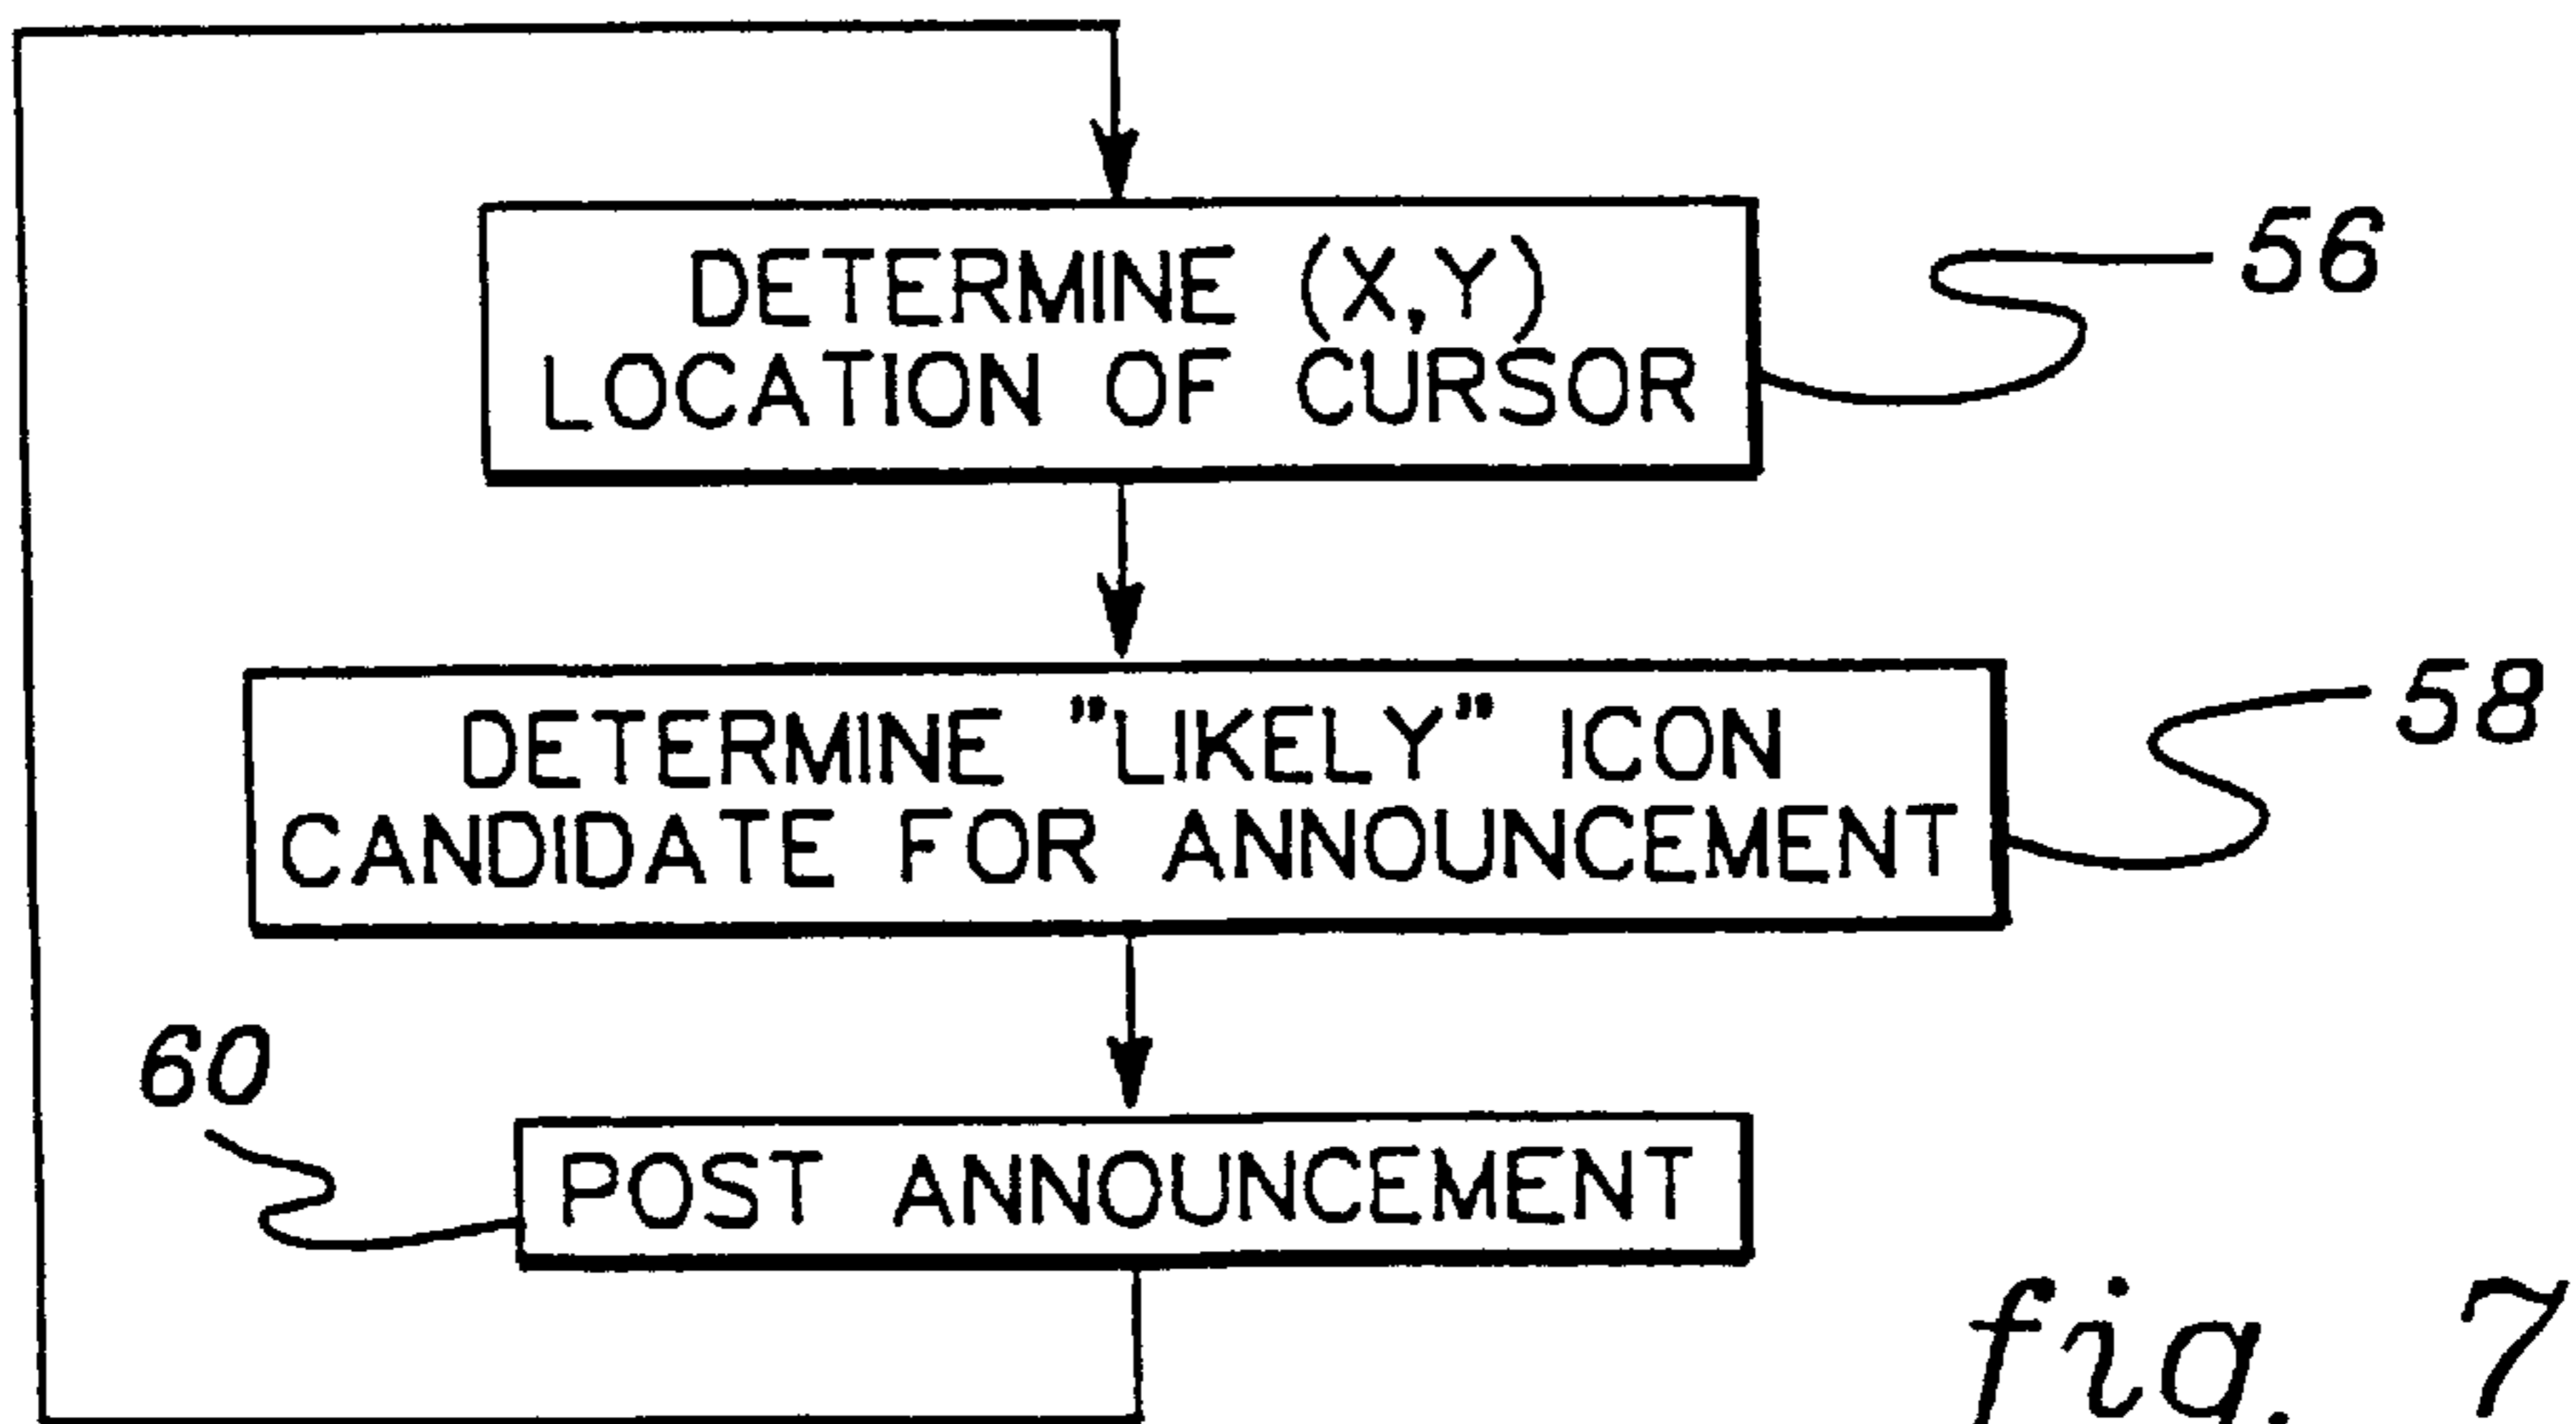 DETERMINE (X,Y)
LOCATION OF CURSOR
56
DETERMINE "LIKELY" ICON
CANDIDATE FOR ANNOUNCEMENT
58
60
POST ANNOUNCEMENT
fig. 7